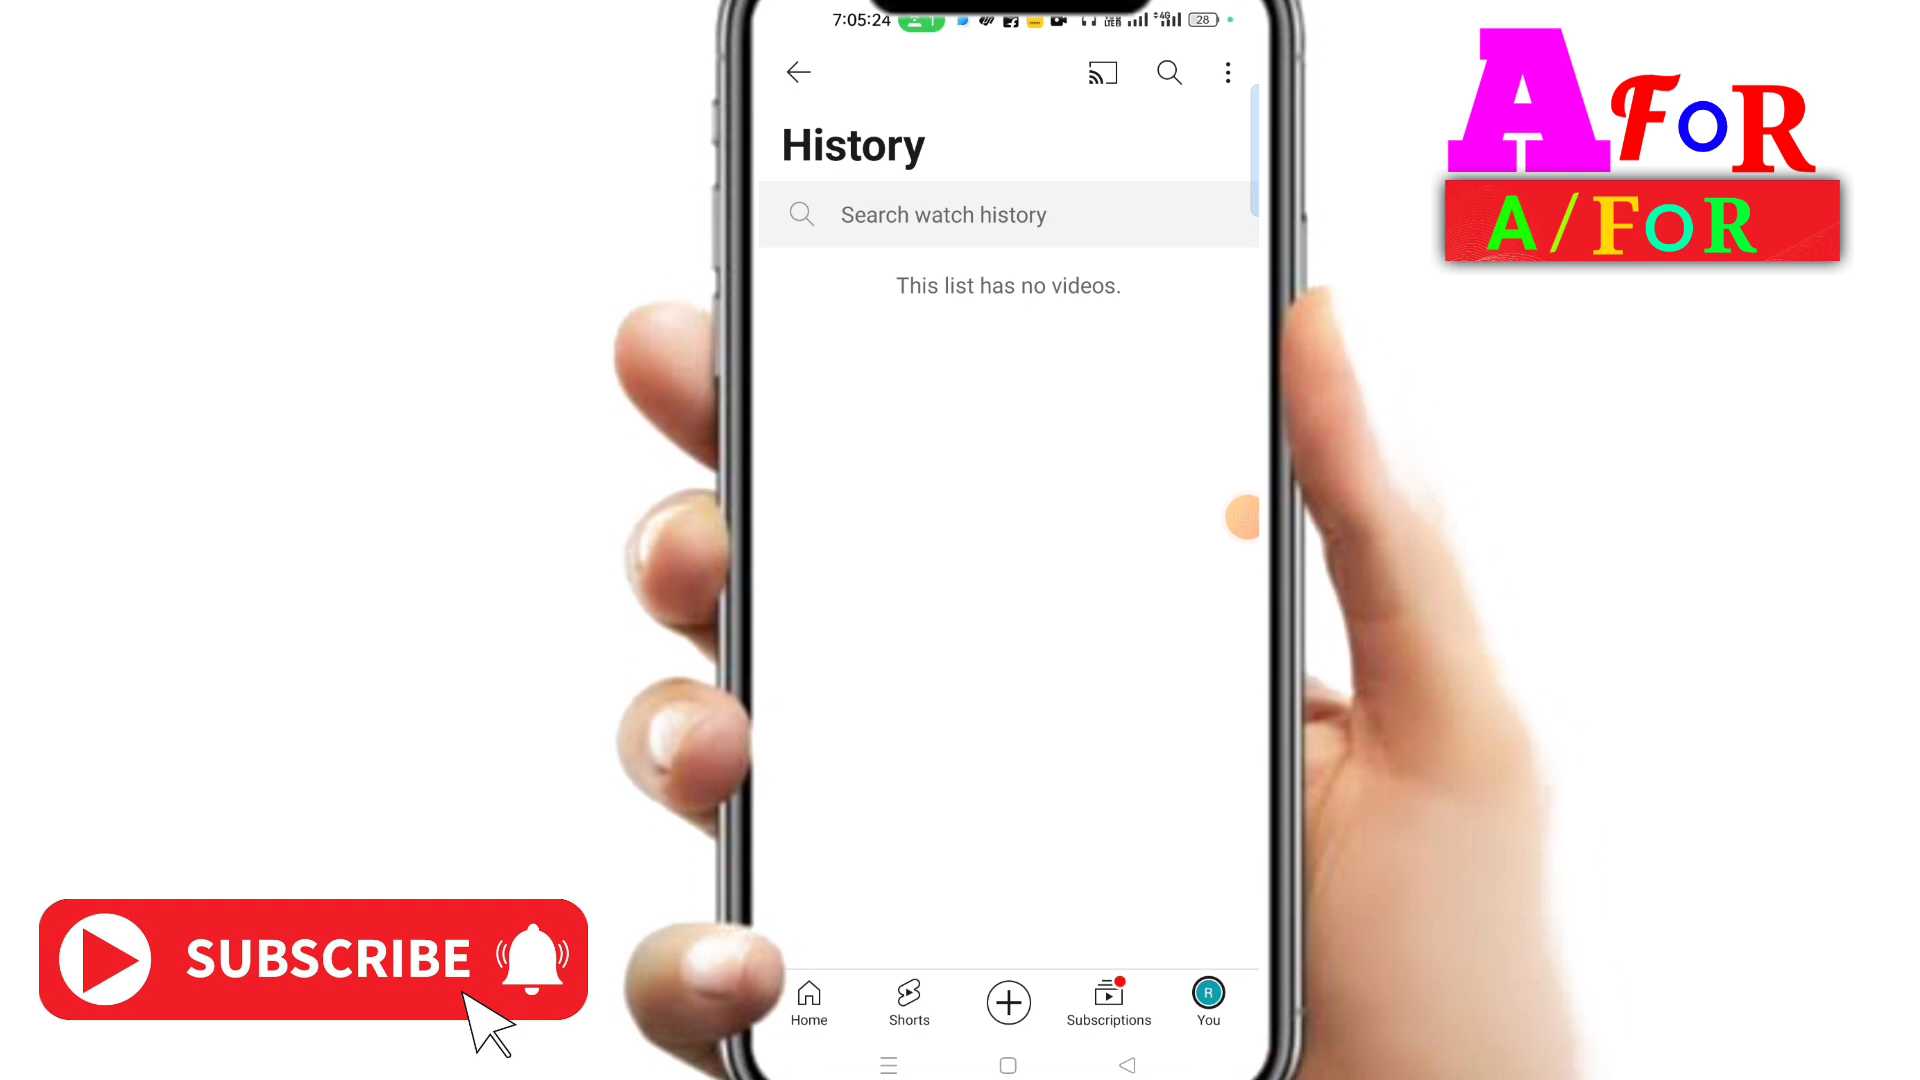 7:05:24
28
History
Search watch history
This list has no videos.
A FoR
A/FoR
SUBSCRIBE
Home
Shorts
Subscriptions
R
You